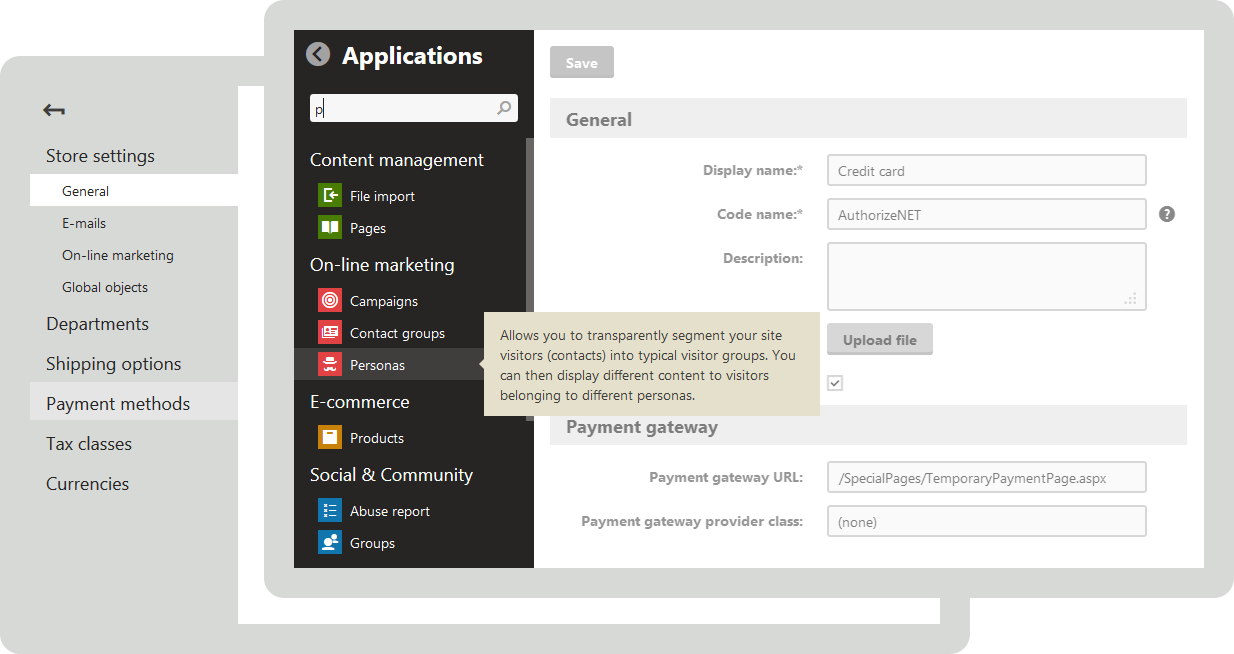 Store settings
General
E-mails
On-line marketing
Global objects
Departments
Shipping options
Payment methods
Tax classes
Currencies
Applications
p
Content management
File import
Pages
On-line marketing
Campaigns
Contact groups
Personas
E-commerce
Products
Social & Community
Abuse report
Groups
Allows you to transparently segment your site
visitors (contacts) into typical visitor groups. You
can then display different content to visitors
belonging to different personas.
Save
General
Display name:* Credit card
Code name:* AuthorizeNET ?
Description:
Upload file
Payment gateway
Payment gateway URL: /SpecialPages/TemporaryPaymentPage.aspx
Payment gateway provider class: (none)